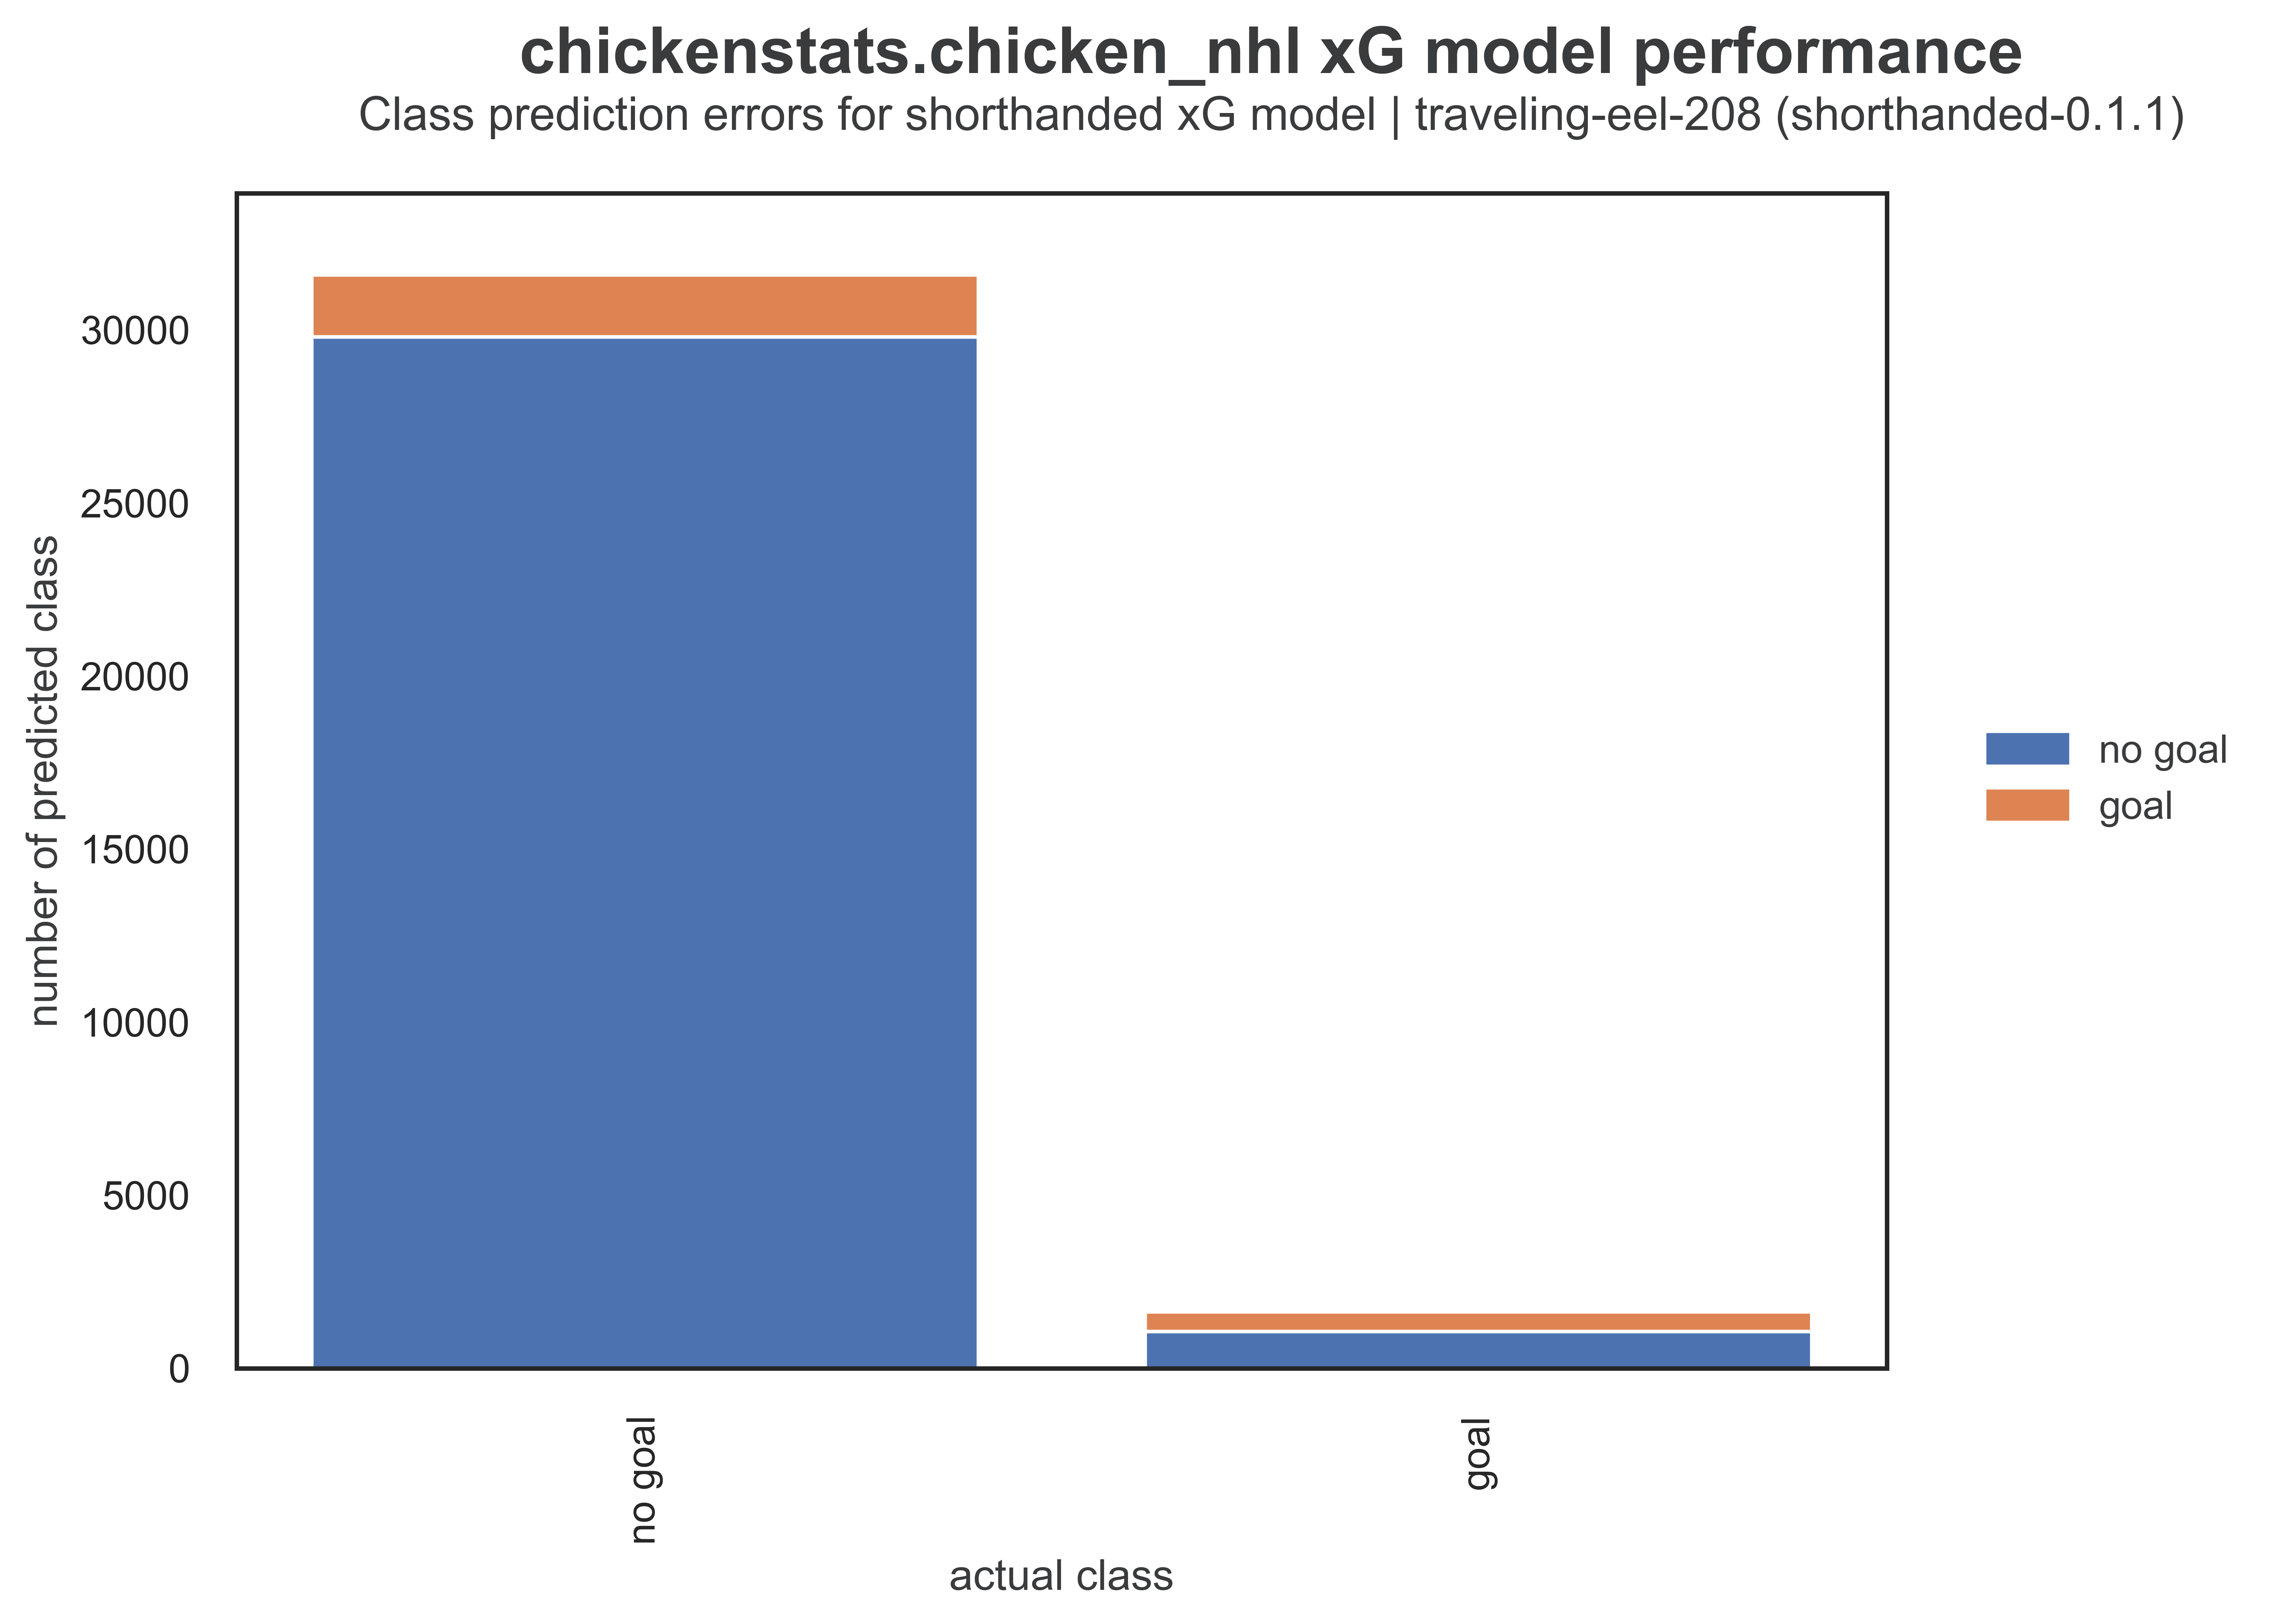 chickenstats.chicken_nhl xG model performance
Class prediction errors for shorthanded xG model | traveling-eel-208 (shorthanded-0.1.1)
number of predicted class
30000
25000
20000
15000
10000
5000
0
no goal
goal
actual class
no goal
goal